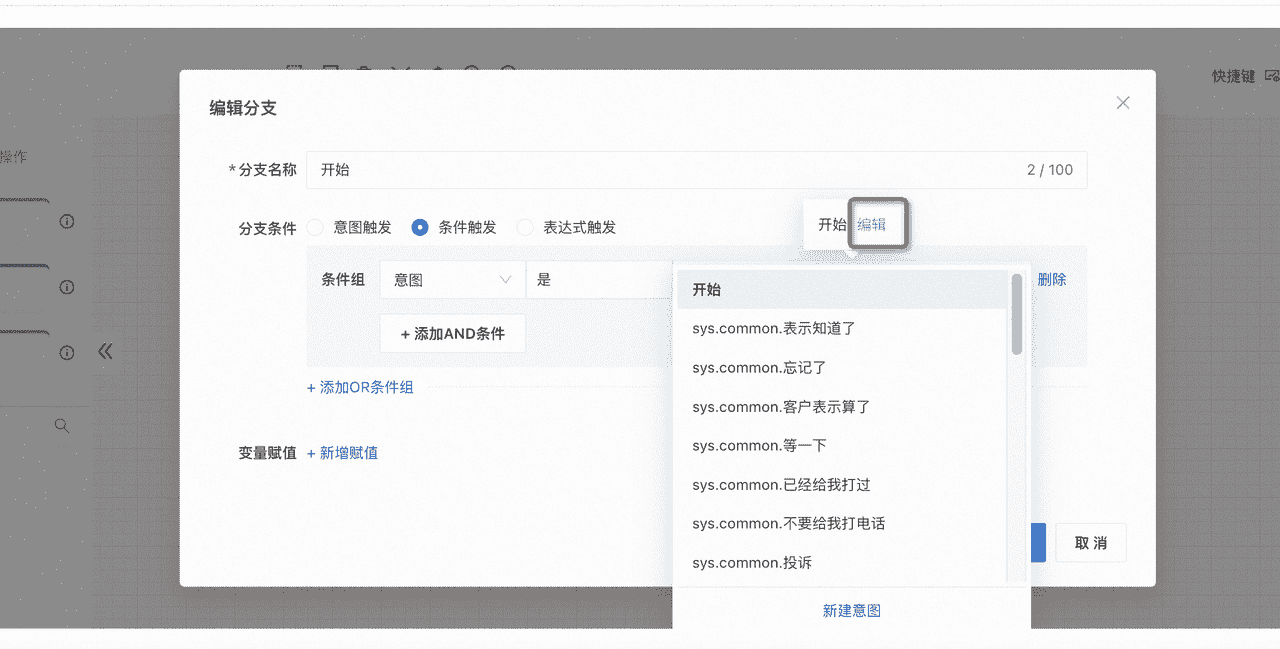 快捷键
编辑分支
操作
*分支名称 开始 2 / 100
分支条件 意图触发 条件触发 表达式触发
开始 编辑
条件组 意图 是 删除
开始
sys.common.表示知道了
+ 添加AND条件
sys.common.忘记了
+ 添加OR条件组
sys.common.客户表示算了
sys.common.等一下
变量赋值 + 新增赋值
sys.common.已经给我打过
sys.common.不要给我打电话
取 消
sys.common.投诉
新建意图